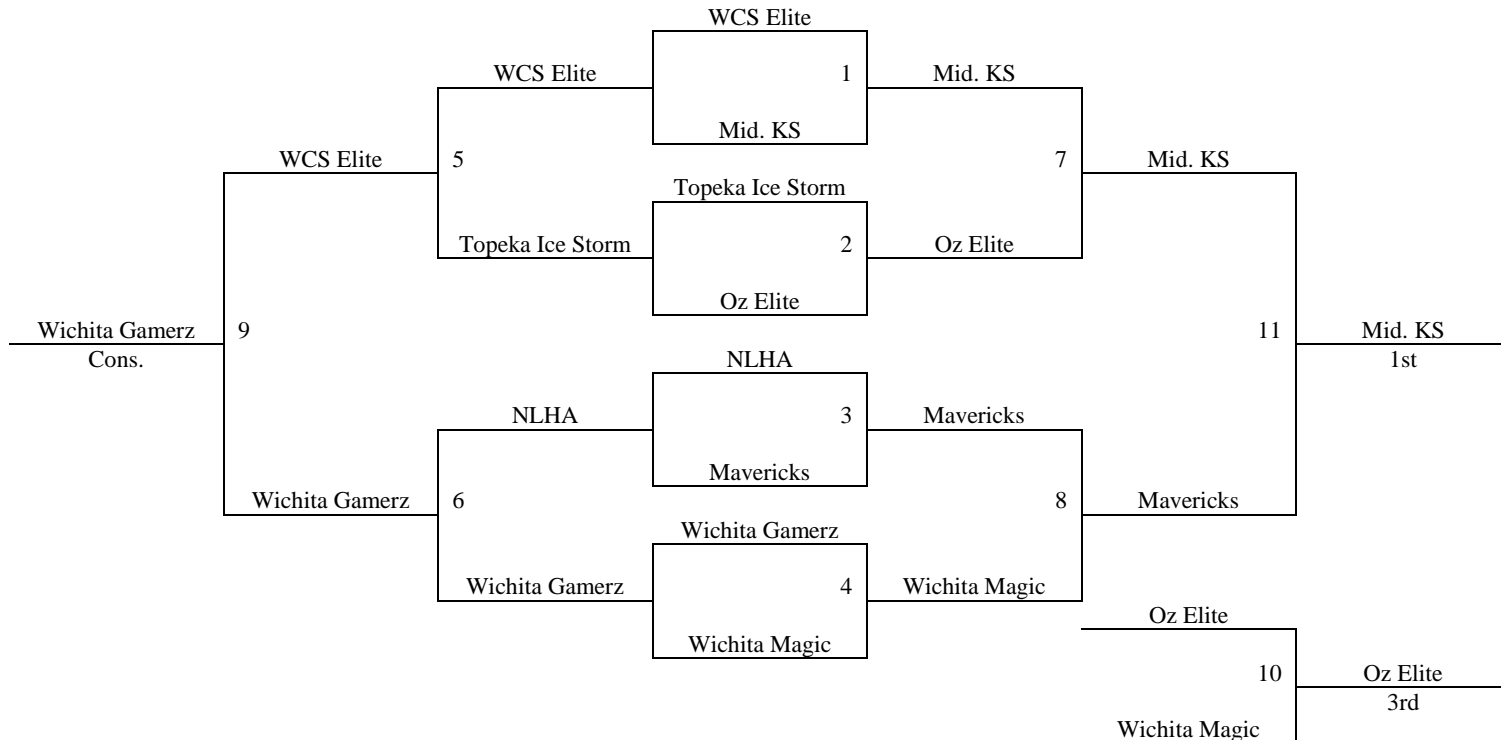 WCS Elite
WCS Elite 1 Mid. KS
Mid. KS
WCS Elite 5 7 Mid. KS
Topeka Ice Storm
Topeka Ice Storm 2 Oz Elite
Oz Elite
Wichita Gamerz 9 11 Mid. KS
Cons. NLHA 1st
NLHA 3 Mavericks
Mavericks
Wichita Gamerz 6 8 Mavericks
Wichita Gamerz
Wichita Gamerz 4 Wichita Magic
Oz Elite
Wichita Magic
10 Oz Elite
3rd
Wichita Magic